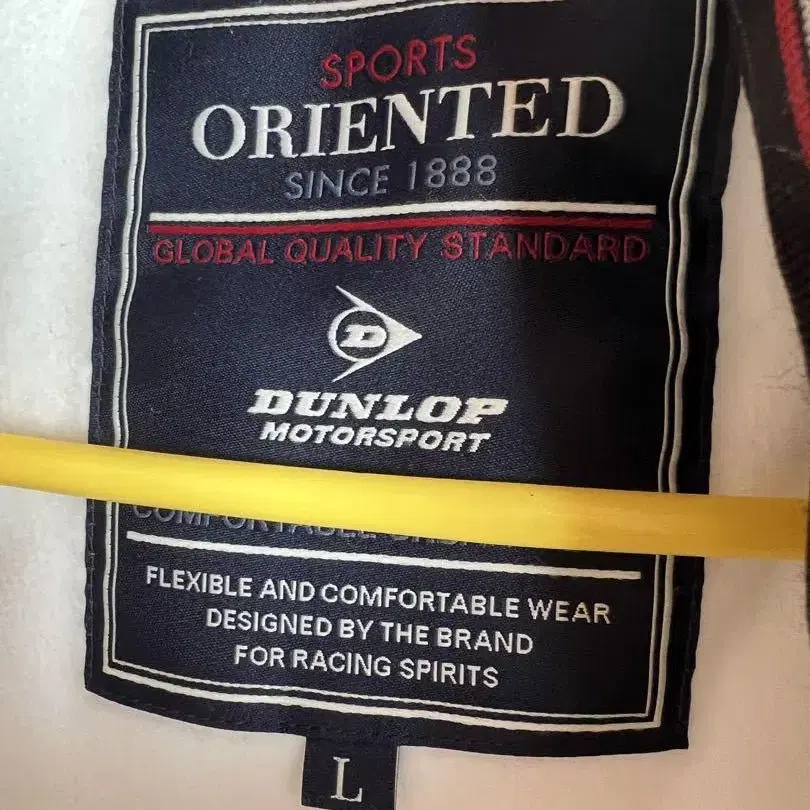 SPORTS
ORIENTED
SINCE 1888
GLOBAL QUALITY STANDARD
D
DUNLOP
MOTORSPORT
COMFORTABLE
FLEXIBLE AND COMFORTABLE WEAR
DESIGNED BY THE BRAND
FOR RACING SPIRITS
L